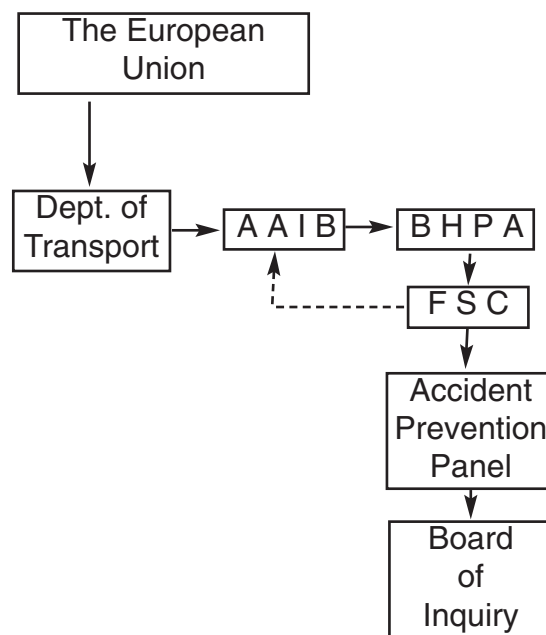 The European
Union
Dept. of
Transport
A A I B
B H P A
F S C
Accident
Prevention
Panel
Board
of
Inquiry